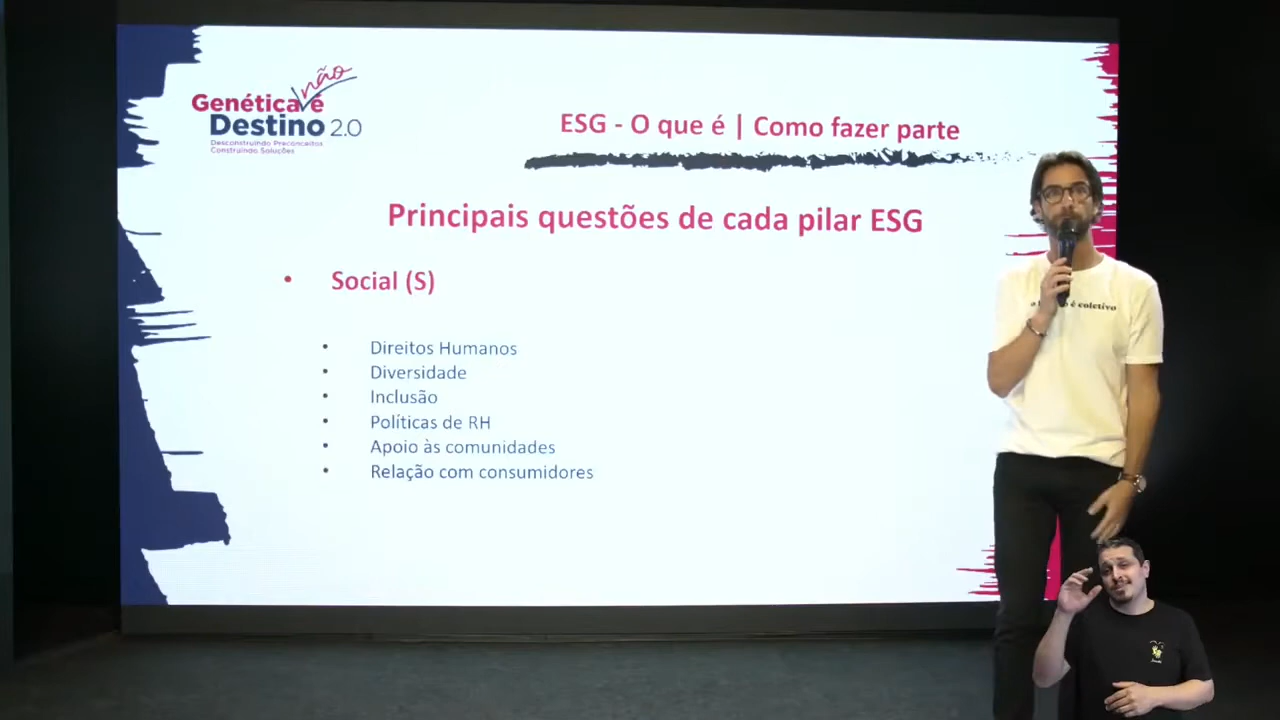 não
Genética é
Destino 2.0
Desconstruindo Preconceitos
Construindo Soluções
ESG - O que é | Como fazer parte
Principais questões de cada pilar ESG
• Social (S)
• Direitos Humanos
• Diversidade
• Inclusão
• Políticas de RH
• Apoio às comunidades
• Relação com consumidores
é coletivo